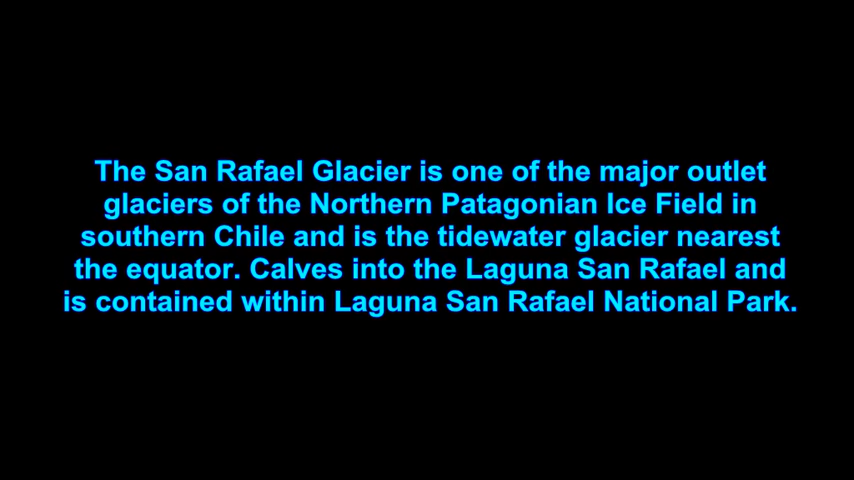 The San Rafael Glacier is one of the major outlet
glaciers of the Northern Patagonian Ice Field in
southern Chile and is the tidewater glacier nearest
the equator. Calves into the Laguna San Rafael and
is contained within Laguna San Rafael National Park.